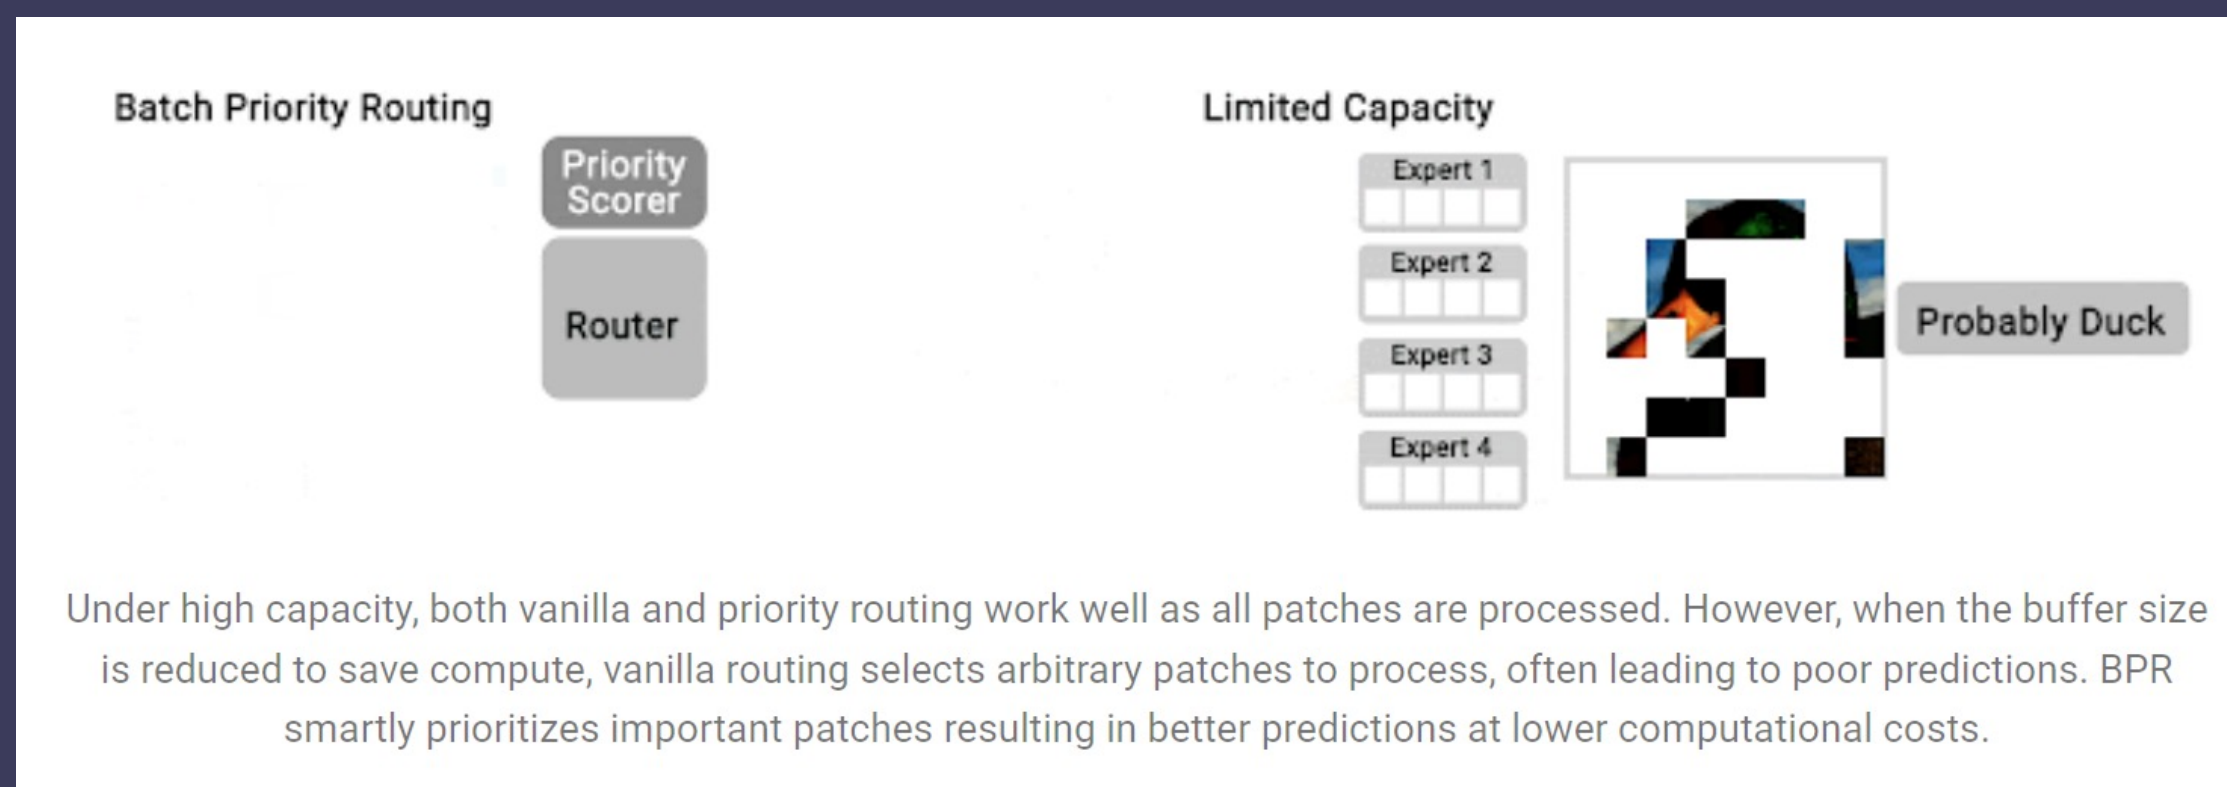 Batch Priority Routing
Limited Capacity
Priority
Scorer
Router
Expert 1
Expert 2
Expert 3
Expert 4
Probably Duck
Under high capacity, both vanilla and priority routing work well as all patches are processed. However, when the buffer size
is reduced to save compute, vanilla routing selects arbitrary patches to process, often leading to poor predictions. BPR
smartly prioritizes important patches resulting in better predictions at lower computational costs.